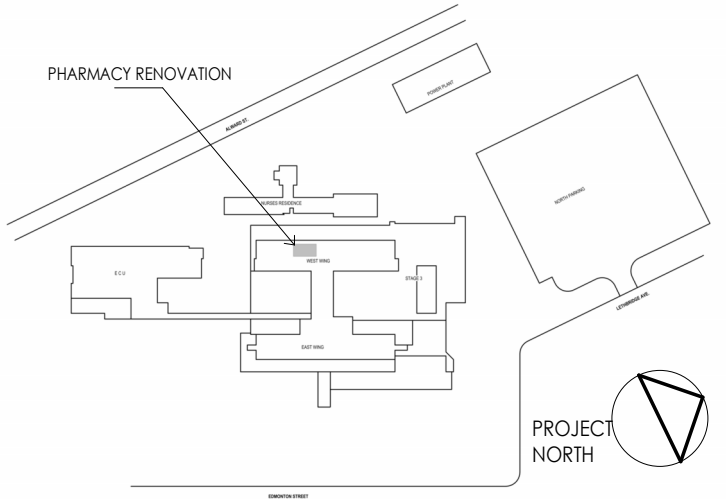 PHARMACY RENOVATION
POWER PLANT
ALWARD ST.
NORTH PARKING
NURSES RESIDENCE
WEST WING
E C U
STAGE 3
LETHBRIDGE AVE.
EAST WING
PROJECT
NORTH
EDMONTON STREET